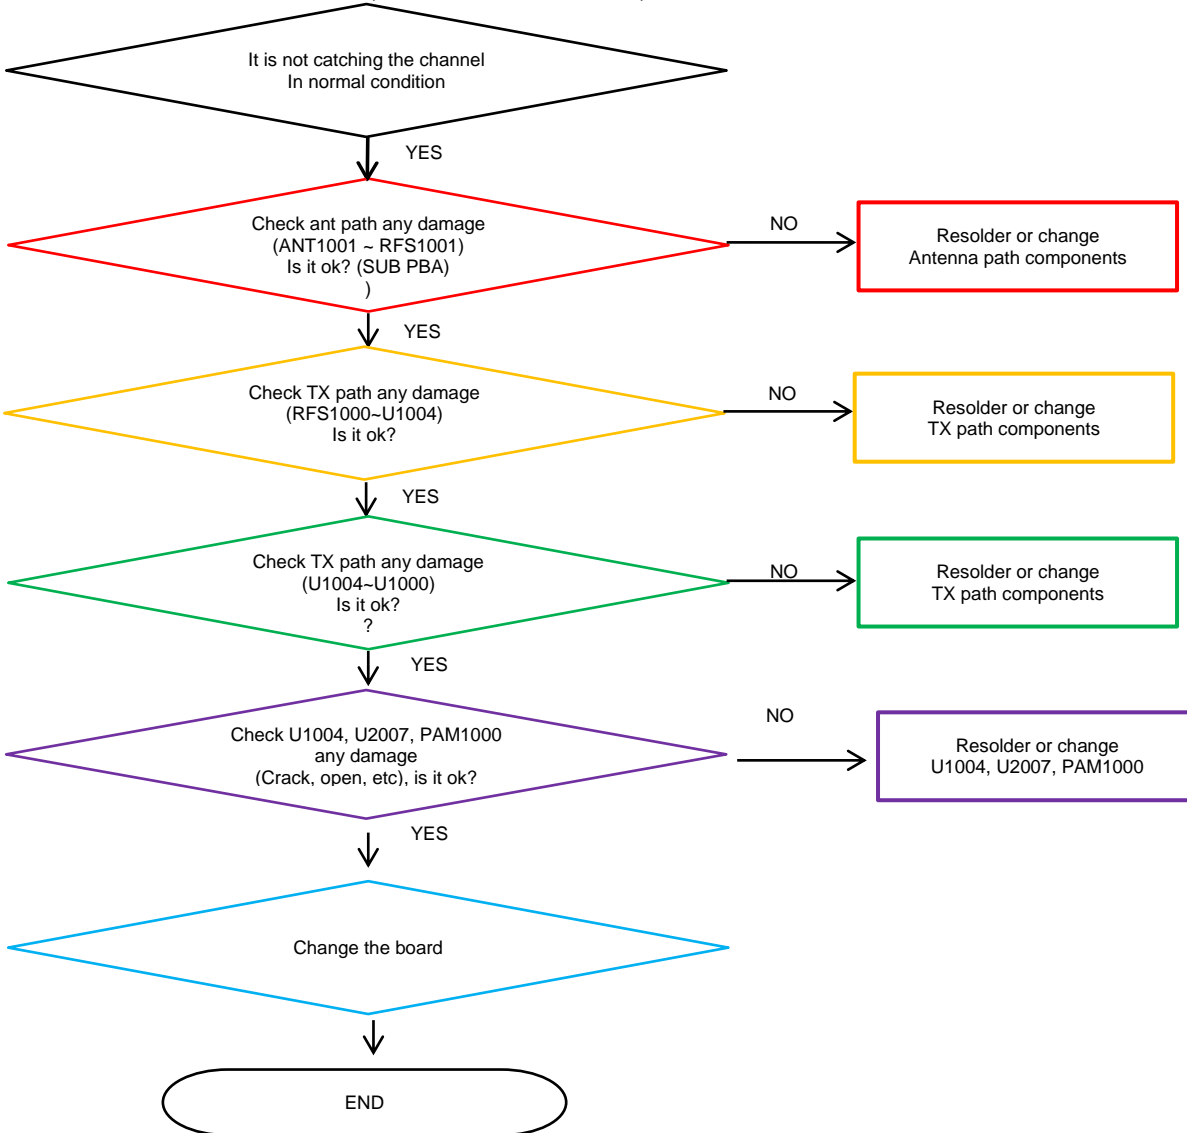 It is not catching the channel
In normal condition
YES
Check ant path any damage
(ANT1001 ~ RFS1001)
Is it ok? (SUB PBA)
)
NO
Resolder or change
Antenna path components
YES
Check TX path any damage
(RFS1000~U1004)
Is it ok?
NO
Resolder or change
TX path components
YES
Check TX path any damage
(U1004~U1000)
Is it ok?
?
NO
Resolder or change
TX path components
YES
Check U1004, U2007, PAM1000
any damage
(Crack, open, etc), is it ok?
NO
Resolder or change
U1004, U2007, PAM1000
YES
Change the board
END